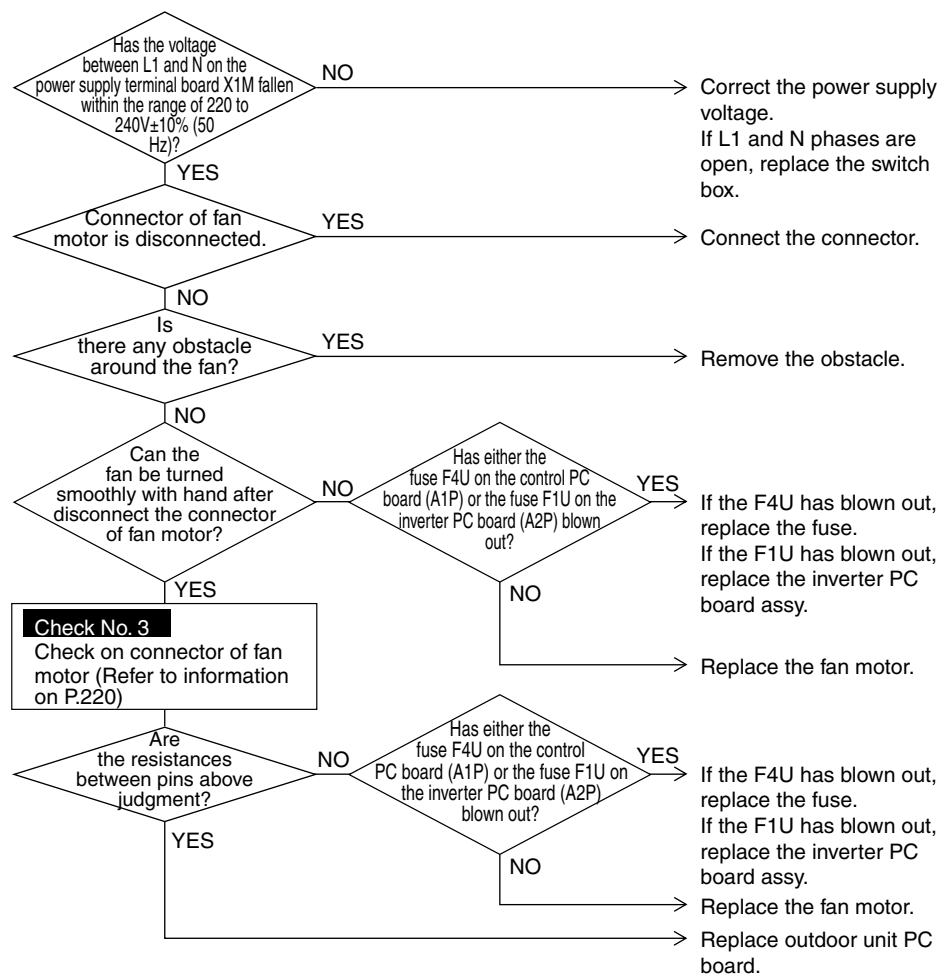 Has the voltage
between L1 and N on the
power supply terminal board X1M fallen
within the range of 220 to
240V±10% (50
Hz)?
NO
Correct the power supply
voltage.
If L1 and N phases are
open, replace the switch
box.
YES
Connector of fan
motor is disconnected.
YES
Connect the connector.
NO
Is
there any obstacle
around the fan?
YES
Remove the obstacle.
NO
Can the
fan be turned
smoothly with hand after
disconnect the connector
of fan motor?
NO
Has either the
fuse F4U on the control PC
board (A1P) or the fuse F1U on the
inverter PC board (A2P) blown
out?
YES
If the F4U has blown out,
replace the fuse.
If the F1U has blown out,
replace the inverter PC
board assy.
NO
Replace the fan motor.
YES
Check No. 3
Check on connector of fan
motor (Refer to information
on P.220)
Are
the resistances
between pins above
judgment?
NO
Has either the
fuse F4U on the control
PC board (A1P) or the fuse F1U on
the inverter PC board (A2P)
blown out?
YES
If the F4U has blown out,
replace the fuse.
If the F1U has blown out,
replace the inverter PC
board assy.
NO
Replace the fan motor.
YES
Replace outdoor unit PC
board.